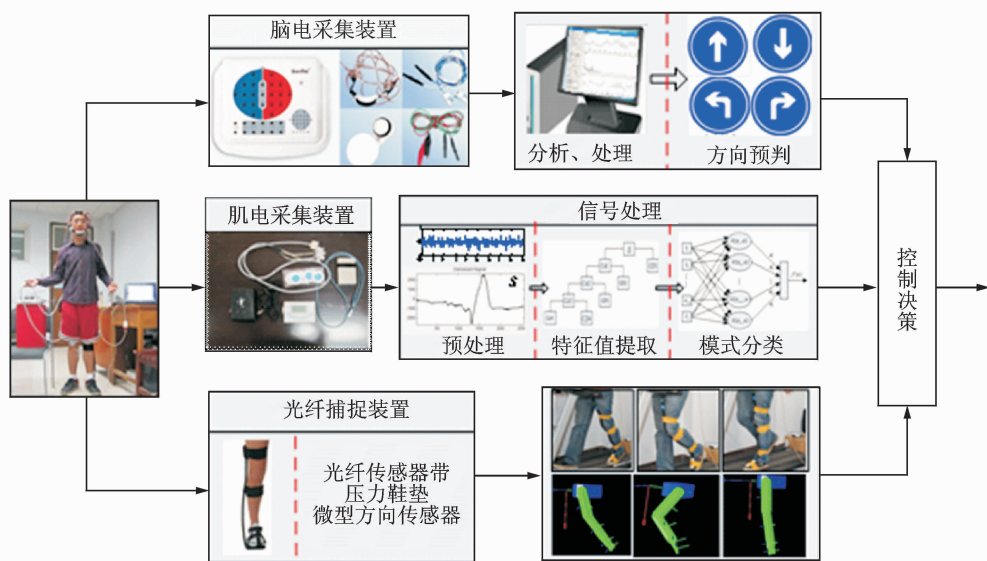 脑电采集装置
分析、处理
方向预判
肌电采集装置
信号处理
S
预处理
特征值提取
模式分类
控制决策
光纤捕捉装置
光纤传感器带
压力鞋垫
微型方向传感器